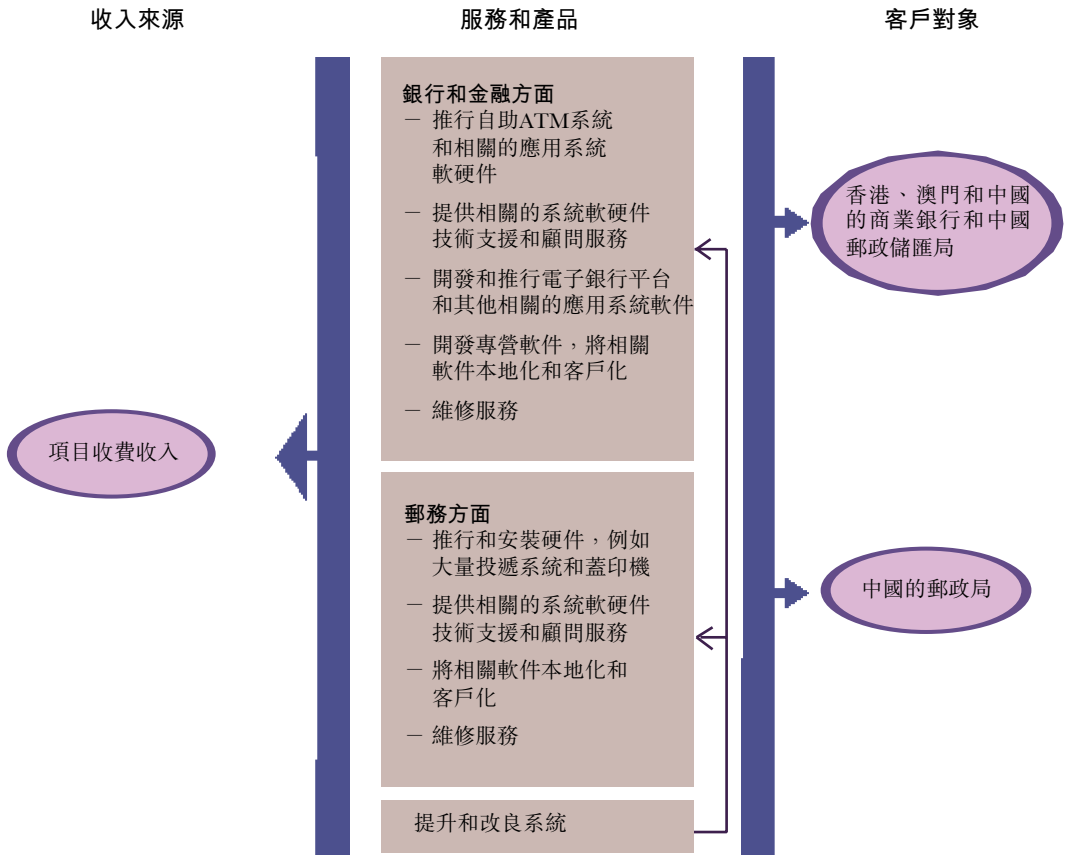 收入來源
服務和產品
客戶對象
銀行和金融方面
－ 推行自助ATM系統
和相關的應用系統
軟硬件
－ 提供相關的系統軟硬件
技術支援和顧問服務
－ 開發和推行電子銀行平台
和其他相關的應用系統軟件
－ 開發專營軟件，將相關
軟件本地化和客戶化
－ 維修服務
香港、澳門和中國
的商業銀行和中國
郵政儲匯局
項目收費收入
郵務方面
－ 推行和安裝硬件，例如
大量投遞系統和蓋印機
－ 提供相關的系統軟硬件
技術支援和顧問服務
－ 將相關軟件本地化和
客戶化
－ 維修服務
中國的郵政局
提升和改良系統